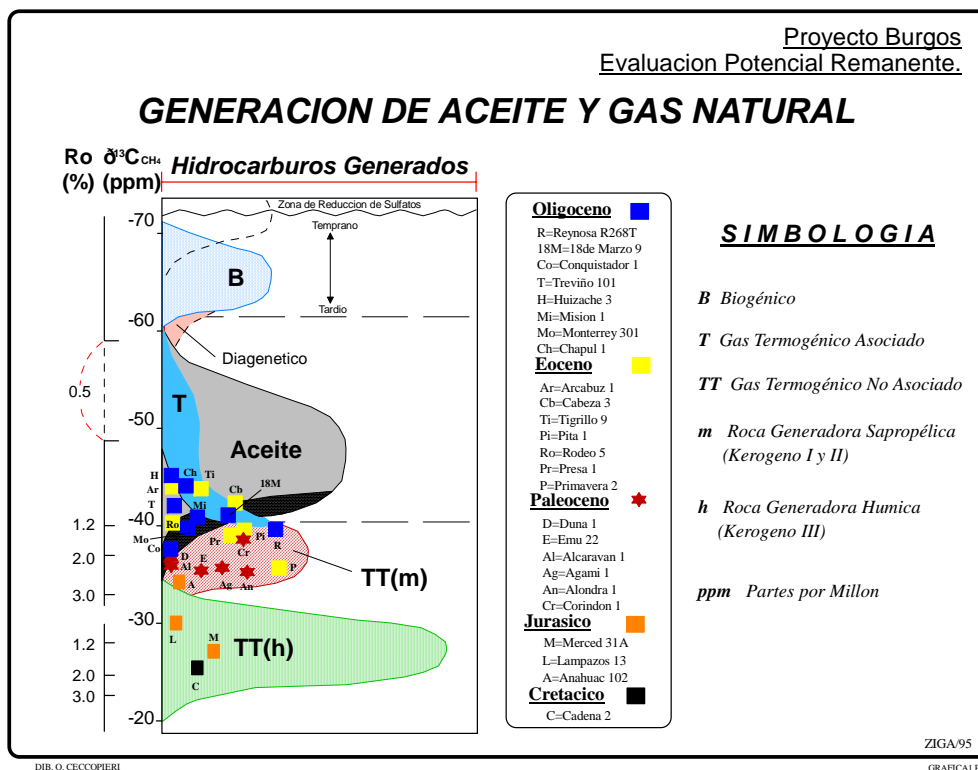 Proyecto Burgos
Evaluacion Potencial Remanente.
GENERACION DE ACEITE Y GAS NATURAL
Ro ð¹³C CH₄
(%) (ppm)
Hidrocarburos Generados
Zona de Reduccion de Sulfatos
-70
Temprano
B
Tardio
-60
Diagenetico
0.5
T
-50
Aceite
H
Ch
Ti
Ar
Cb
18M
T
Mi
-40
1.2
Ro
Mo
Pr
Pi
R
Co
Cr
2.0
D
Al
E
P
TT(m)
A
Ag
An
3.0
-30
L
M
1.2
TT(h)
2.0
C
3.0
-20
Oligoceno
R=Reynosa R268T
18M=18de Marzo 9
Co=Conquistador 1
T=Treviño 101
H=Huizache 3
Mi=Mision 1
Mo=Monterrey 301
Ch=Chapul 1
Eoceno
Ar=Arcabuz 1
Cb=Cabeza 3
Ti=Tigrillo 9
Pi=Pita 1
Ro=Rodeo 5
Pr=Presa 1
P=Primavera 2
Paleoceno
D=Duna 1
E=Emu 22
Al=Alcaravan 1
Ag=Agami 1
An=Alondra 1
Cr=Corindon 1
Jurasico
M=Merced 31A
L=Lampazos 13
A=Anahuac 102
Cretacico
C=Cadena 2
S I M B O L O G I A
B Biogénico
T Gas Termogénico Asociado
TT Gas Termogénico No Asociado
m Roca Generadora Sapropélica
(Kerogeno I y II)
h Roca Generadora Humica
(Kerogeno III)
ppm Partes por Millon
ZIGA/95
DIB. O. CECCOPIERI